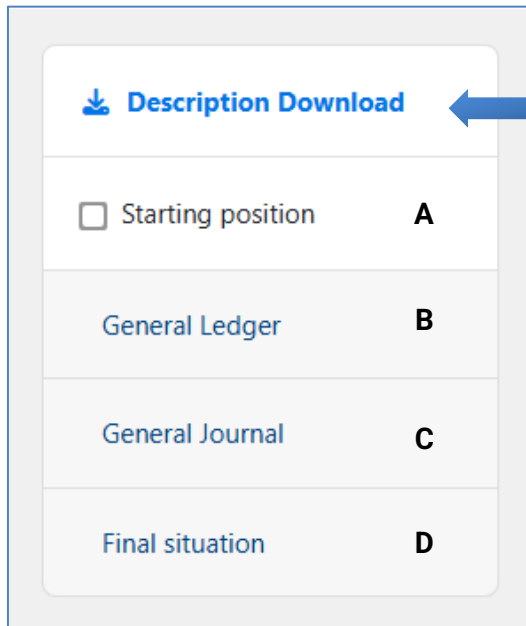 Description Download
Starting position A
General Ledger B
General Journal C
Final situation D